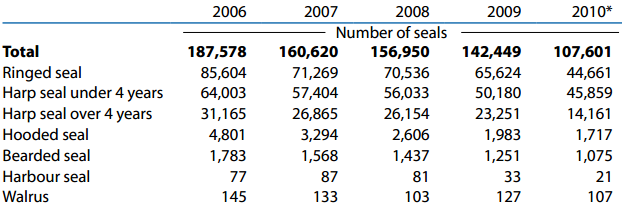 2006 2007 2008 2009 2010*
Number of seals
Total 187,578 160,620 156,950 142,449 107,601
Ringed seal 85,604 71,269 70,536 65,624 44,661
Harp seal under 4 years 64,003 57,404 56,033 50,180 45,859
Harp seal over 4 years 31,165 26,865 26,154 23,251 14,161
Hooded seal 4,801 3,294 2,606 1,983 1,717
Bearded seal 1,783 1,568 1,437 1,251 1,075
Harbour seal 77 87 81 33 21
Walrus 145 133 103 127 107